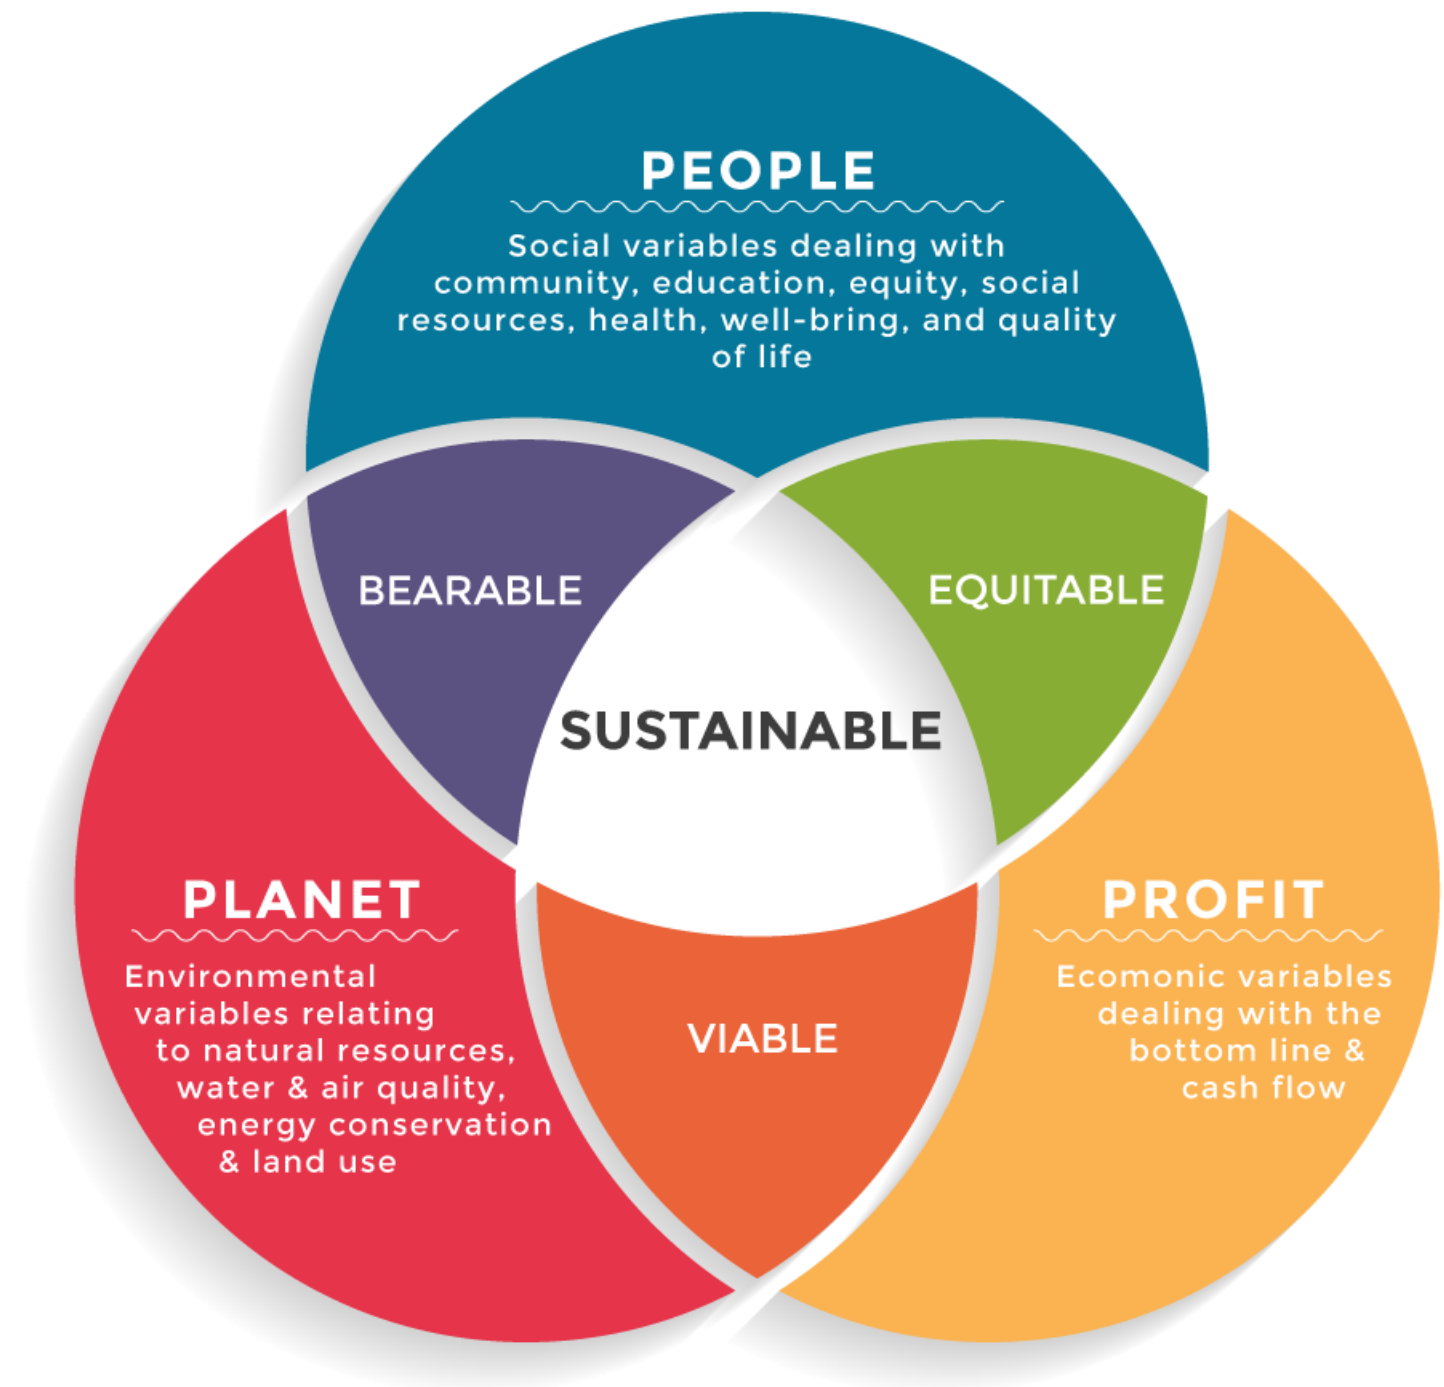 PEOPLE
Social variables dealing with
community, education, equity, social
resources, health, well-bring, and quality
of life
BEARABLE
EQUITABLE
SUSTAINABLE
PLANET
Environmental
variables relating
to natural resources,
water & air quality,
energy conservation
& land use
PROFIT
Ecomonic variables
dealing with the
bottom line &
cash flow
VIABLE